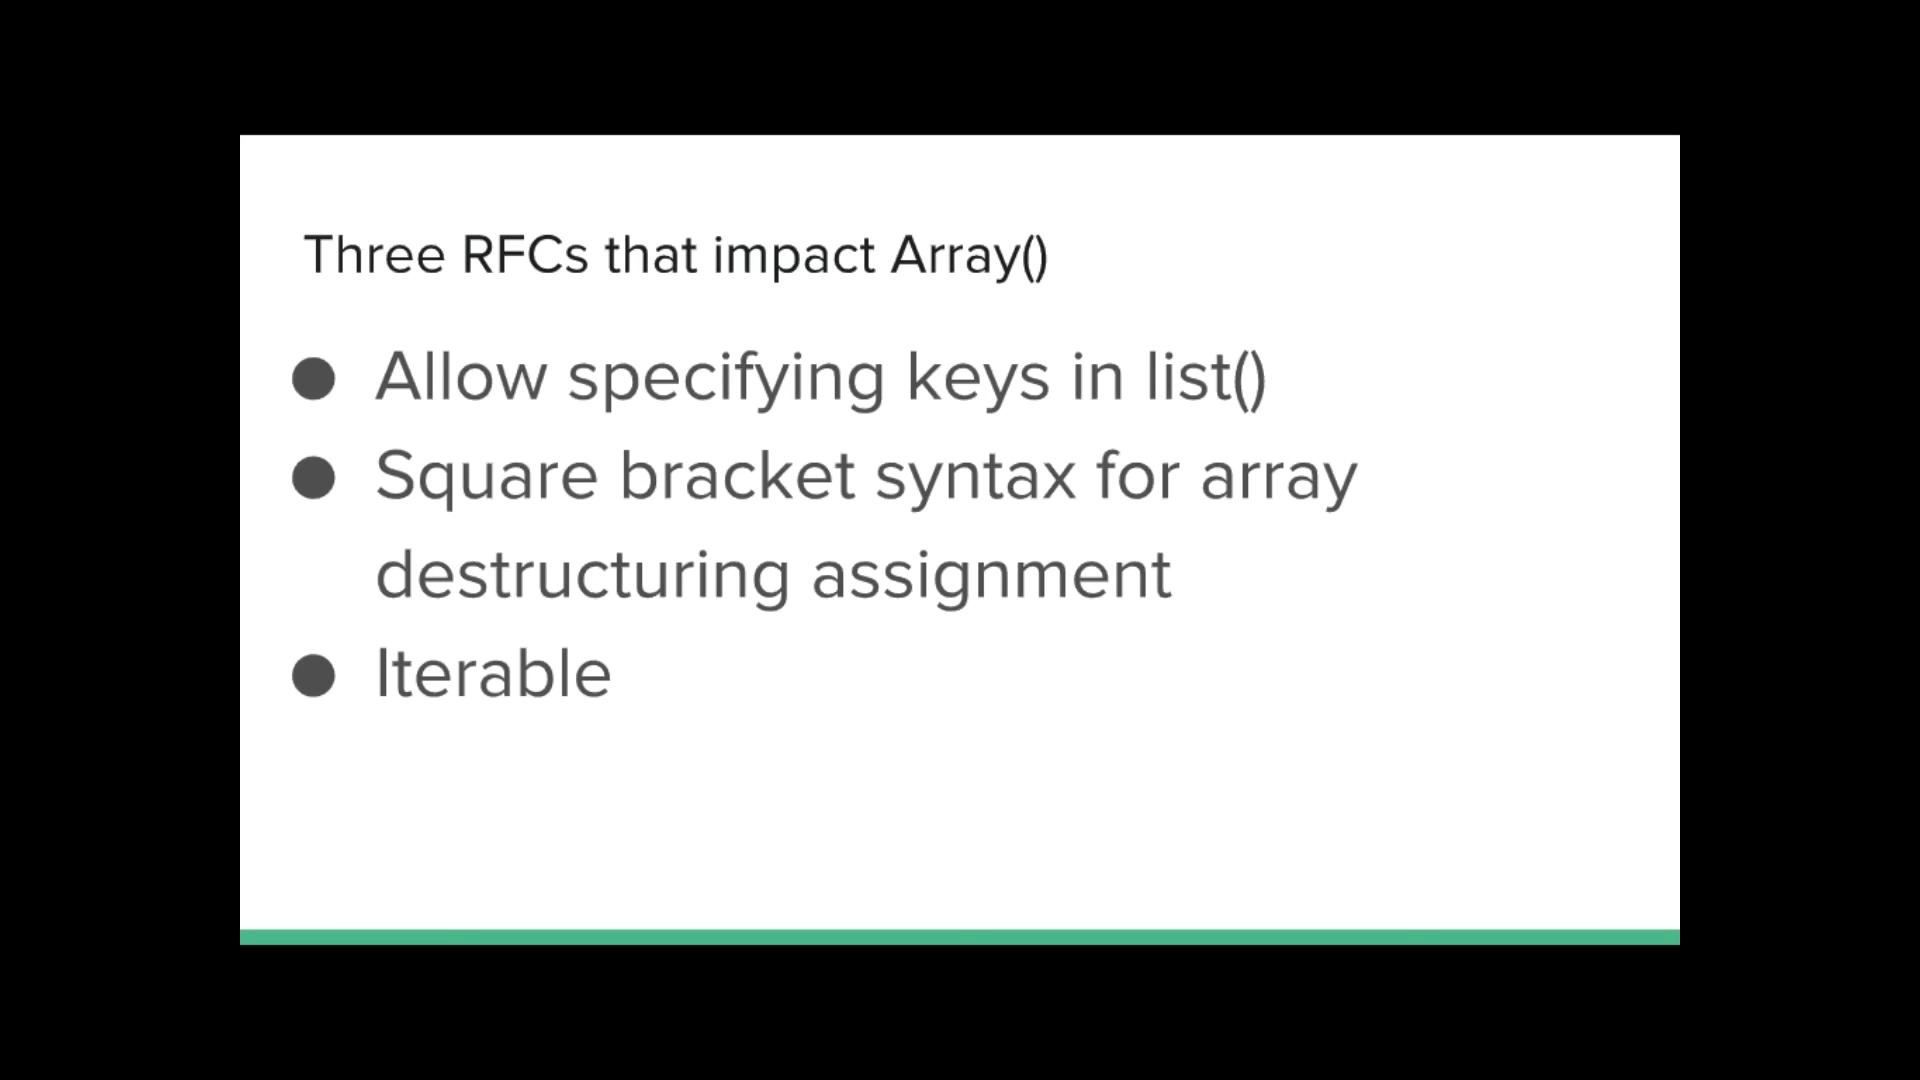 Three RFCs that impact Array()
● Allow specifying keys in list()
● Square bracket syntax for array
destructuring assignment
● Iterable